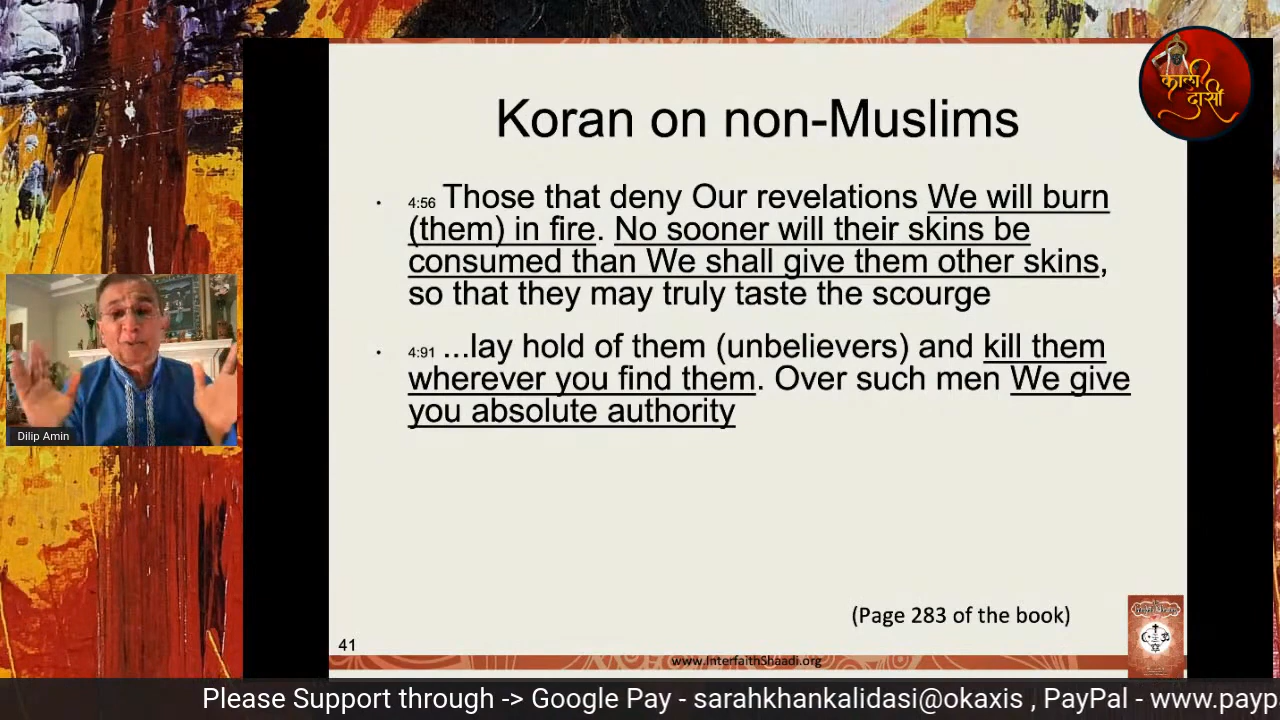 काली
दासी
Koran on non-Muslims
• 4:56 Those that deny Our revelations We will burn
(them) in fire. No sooner will their skins be
consumed than We shall give them other skins,
so that they may truly taste the scourge
• 4:91 ...lay hold of them (unbelievers) and kill them
wherever you find them. Over such men We give
you absolute authority
Dilip Amin
(Page 283 of the book)
41
www.InterfaithShaadi.org
Please Support through -> Google Pay - sarahkhankalidasi@okaxis , PayPal - www.payp